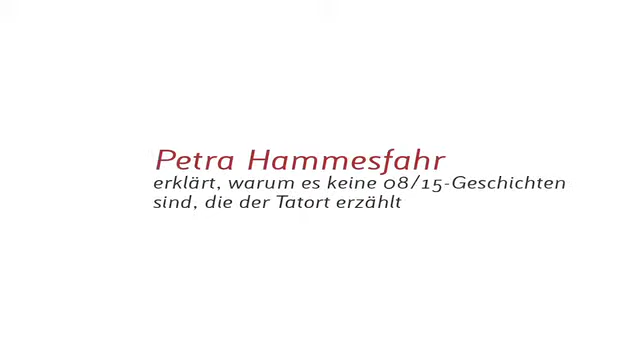 Petra Hammesfahr
erklärt, warum es keine 08/15-Geschichten
sind, die der Tatort erzählt